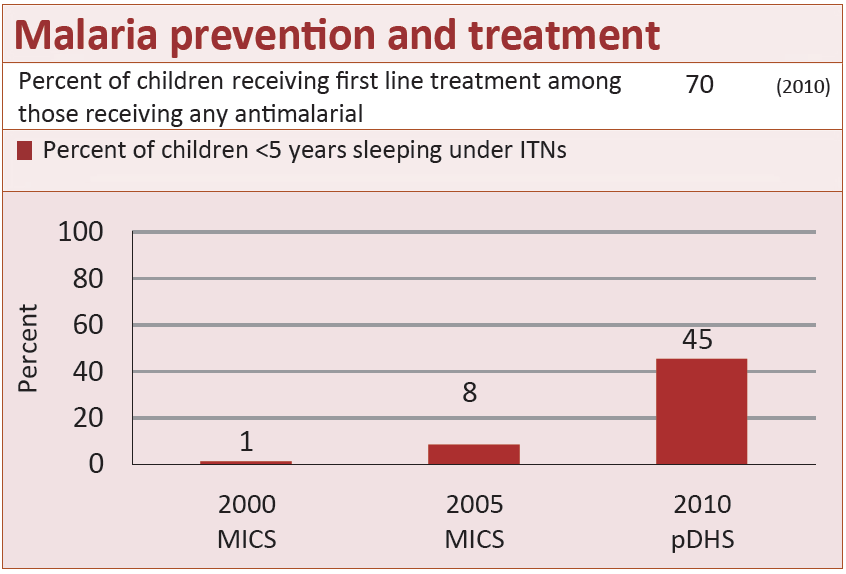 Malaria prevention and treatment
Percent of children receiving first line treatment among 70 (2010)
those receiving any antimalarial
Percent of children <5 years sleeping under ITNs
100
80
60
40
20
0
Percent
1
8
45
2000
MICS
2005
MICS
2010
pDHS